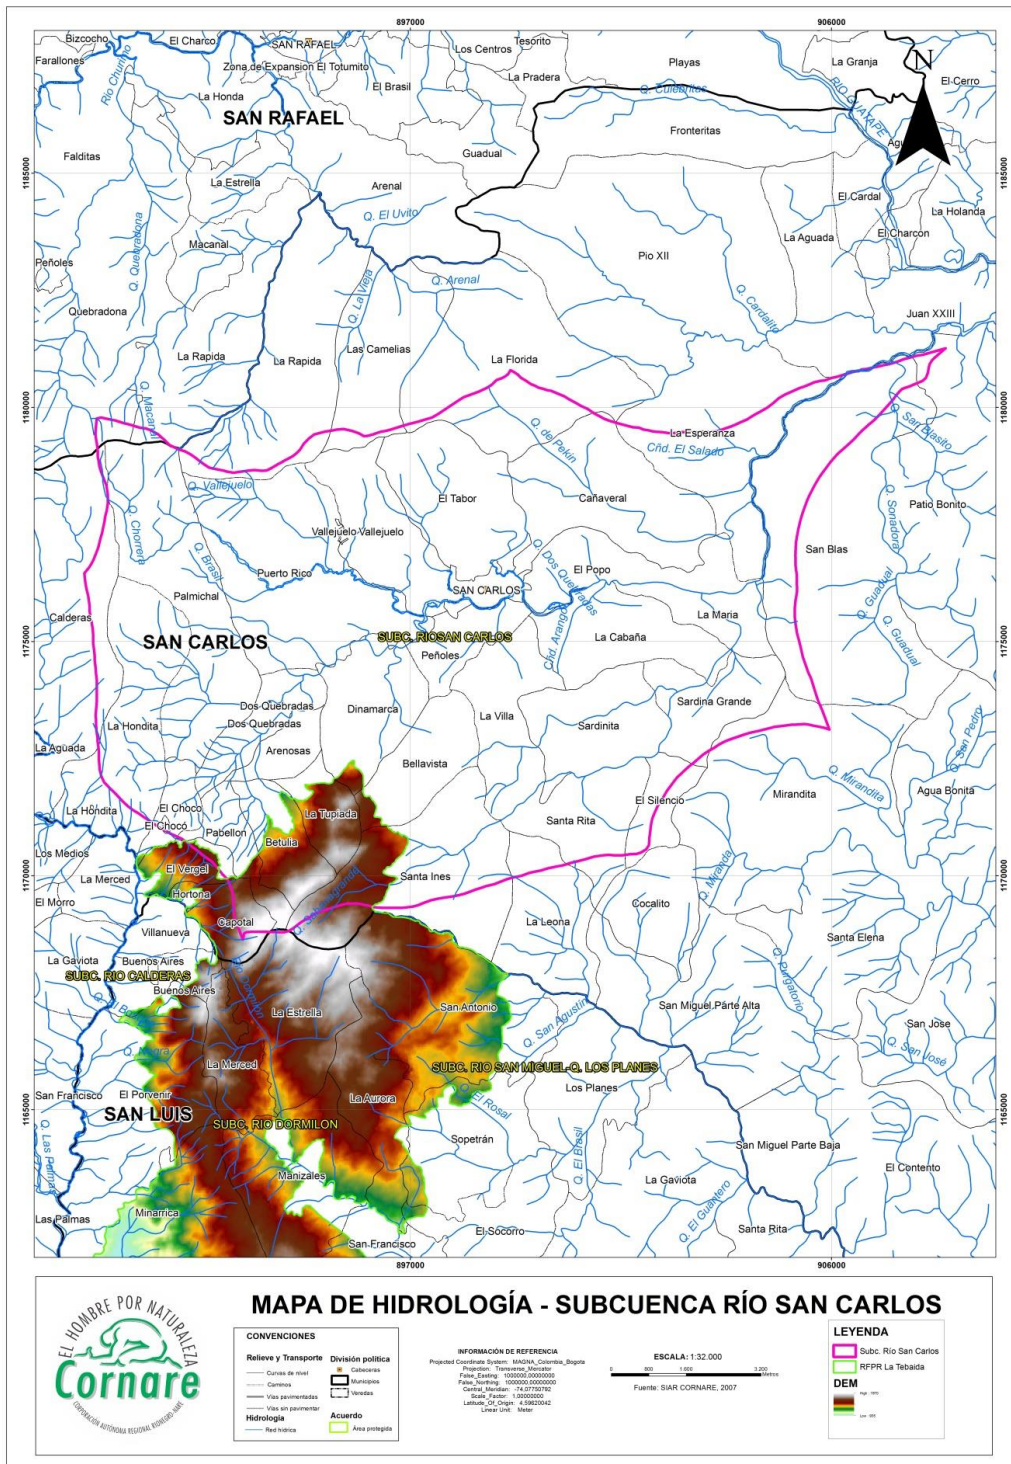 897000
906000
Bizcocho
El Charco
SAN RAFAEL
Tesorito
Los Centros
Farallones
Zona de Expansion El Totumito
La Pradera
Playas
La Granja
N
El Cerro
Rio Churimo
El Brasil
Q. Culebritas
RIO GUATAPE
La Honda
SAN RAFAEL
Fronteritas
Falditas
Guadual
1185000
1185000
La Estrella
Arenal
El Cardal
La Holanda
Q. El Uvito
Q. Quebradona
Macanal
La Aguada
El Charcon
Peñoles
Pio XII
Q. La Vieja
Q. Arenal
Q. Cardalito
Quebradona
Juan XXIII
La Rapida
La Rapida
Las Camelias
La Florida
Q. Macanal
1180000
1180000
Q. San Blasito
Q. de Pekin
La Esperanza
Chd. El Salado
Q. Vallejuelo
El Tabor
Cañaveral
Q. Sonadora
Patio Bonito
Q. Chorrera
Vallejuelo Vallejuelo
San Blas
Q. Brasil
Puerto Rico
Q. Dos Quebradas
El Popo
SAN CARLOS
Q. Guadual
Palmichal
Calderas
La Maria
SAN CARLOS
SUBC. RIOSAN CARLOS
Chd. Arango
La Cabaña
Q. Guadual
1175000
1175000
Peñoles
Dos Quebradas
Dinamarca
Sardina Grande
La Hondita
Dos Quebradas
La Villa
Sardinita
Q. San Pedro
La Aguada
Arenosas
Bellavista
Q. Mirandita
Mirandita
Agua Bonita
La Hondita
El Choco
La Tupiada
El Silencio
El Chocó
Pabellon
Santa Rita
Betulia
Los Medios
La Merced
El Vergel
Santa Ines
Q. Miranda
1170000
1170000
Hortona
El Morro
Cocalito
Capotal
La Leona
Villanueva
Santa Elena
La Gaviota
Buenos Aires
SUBC. RIO CALDERAS
Buenos Aires
Q. Purgatorio
La Estrella
San Antonio
San Miguel Parte Alta
Q. San Agustín
San Jose
La Merced
Q. San José
SUBC. RIO SAN MIGUEL-Q. LOS PLANES
San Francisco
El Porvenir
La Aurora
Los Planes
SAN LUIS
Q. El Rosal
1165000
1165000
SUBC. RIO DORMILON
Q. Las Palmas
Sopetrán
Q. El Brasil
San Miguel Parte Baja
Manizales
El Contento
La Gaviota
Minarrica
Q. El Guantero
Las Palmas
El Socorro
Santa Rita
San Francisco
897000
906000
EL HOMBRE POR NATURALEZA
Cornare
MAPA DE HIDROLOGÍA - SUBCUENCA RÍO SAN CARLOS
CONVENCIONES
Relieve y Transporte
Curvas de nivel
Caminos
Vías pavimentadas
Vías sin pavimentar
Hidrología
Red hídrica
División política
Cabeceras
Municipios
Veredas
Acuerdo
Área protegida
INFORMACIÓN DE REFERENCIA
Projected Coordinate System: MAGNA_Colombia_Bogota
Projection: Transverse_Mercator
False_Easting: 1000000,00000000
False_Northing: 1000000,00000000
Central_Meridian: -74,07750792
Scale_Factor: 1,00000000
Latitude_Of_Origin: 4,59620042
Linear Unit: Meter
ESCALA: 1:32.000
0 800 1.600 3.200
Metros
Fuente: SIAR CORNARE, 2007
LEYENDA
Subc. Río San Carlos
RFPR La Tebaida
DEM